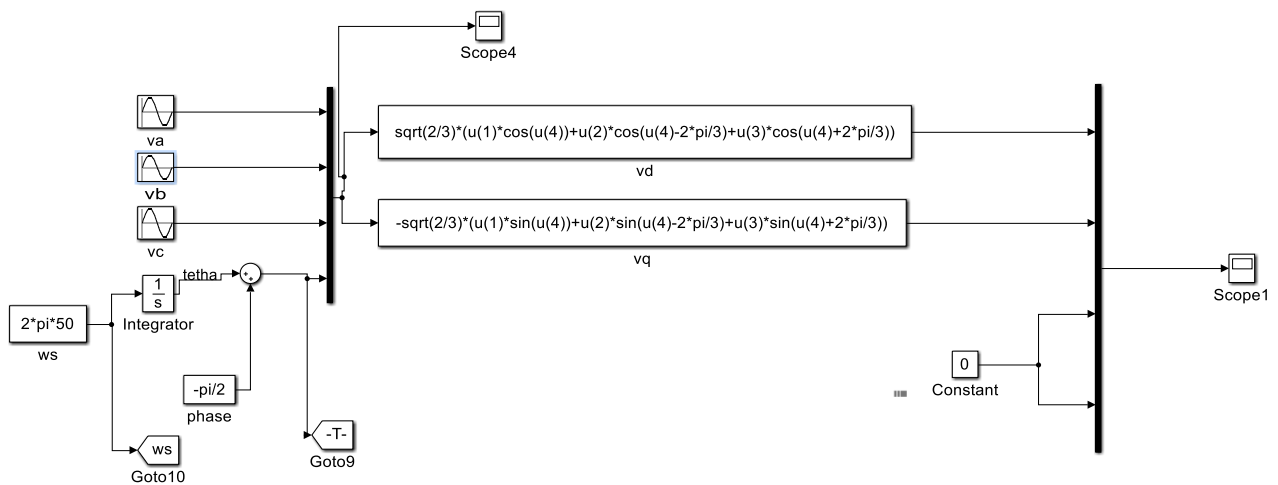 Scope4
va
sqrt(2/3)*(u(1)*cos(u(4))+u(2)*cos(u(4)-2*pi/3)+u(3)*cos(u(4)+2*pi/3))
vd
vb
-sqrt(2/3)*(u(1)*sin(u(4))+u(2)*sin(u(4)-2*pi/3)+u(3)*sin(u(4)+2*pi/3))
vq
vc
tetha
1
s
Integrator
Scope1
2*pi*50
ws
0
Constant
-pi/2
phase
-T-
Goto9
ws
Goto10